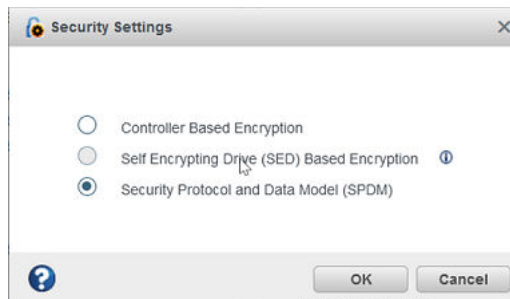 Security Settings
Controller Based Encryption
Self Encrypting Drive (SED) Based Encryption
Security Protocol and Data Model (SPDM)
OK Cancel